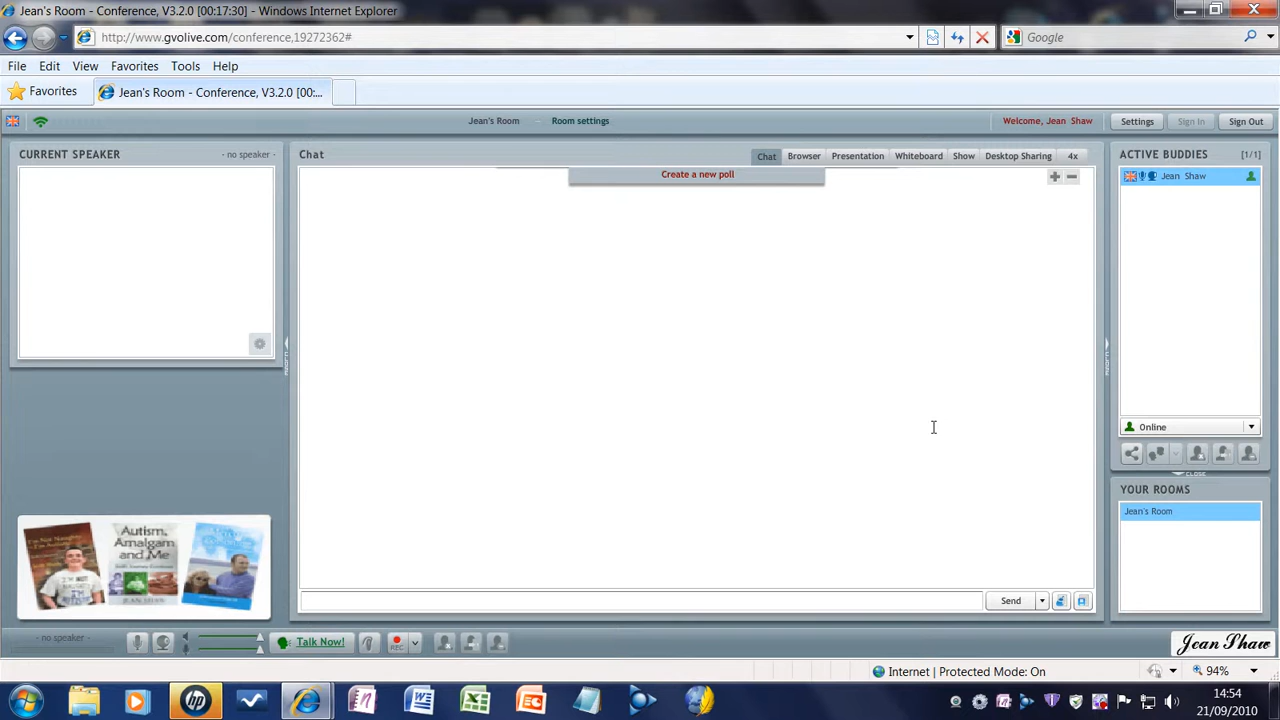 Jean's Room - Conference, V3.2.0 [00:17:30] - Windows Internet Explorer
http://www.gvolive.com/conference,19272362#
Google
File Edit View Favorites Tools Help
Favorites
Jean's Room - Conference, V3.2.0 [00:...
Jean's Room
Room settings
Welcome, Jean Shaw
Settings
Sign In
Sign Out
CURRENT SPEAKER
- no speaker -
Chat
Chat Browser Presentation Whiteboard Show Desktop Sharing 4x
ACTIVE BUDDIES [1/1]
Create a new poll
Jean Shaw
Online
CLOSE
YOUR ROOMS
Jean's Room
Autism,
Amalgam
and Me
JEAN SHAW
Send
- no speaker -
Talk Now!
REC
Jean Shaw
Internet | Protected Mode: On
94%
14:54
21/09/2010